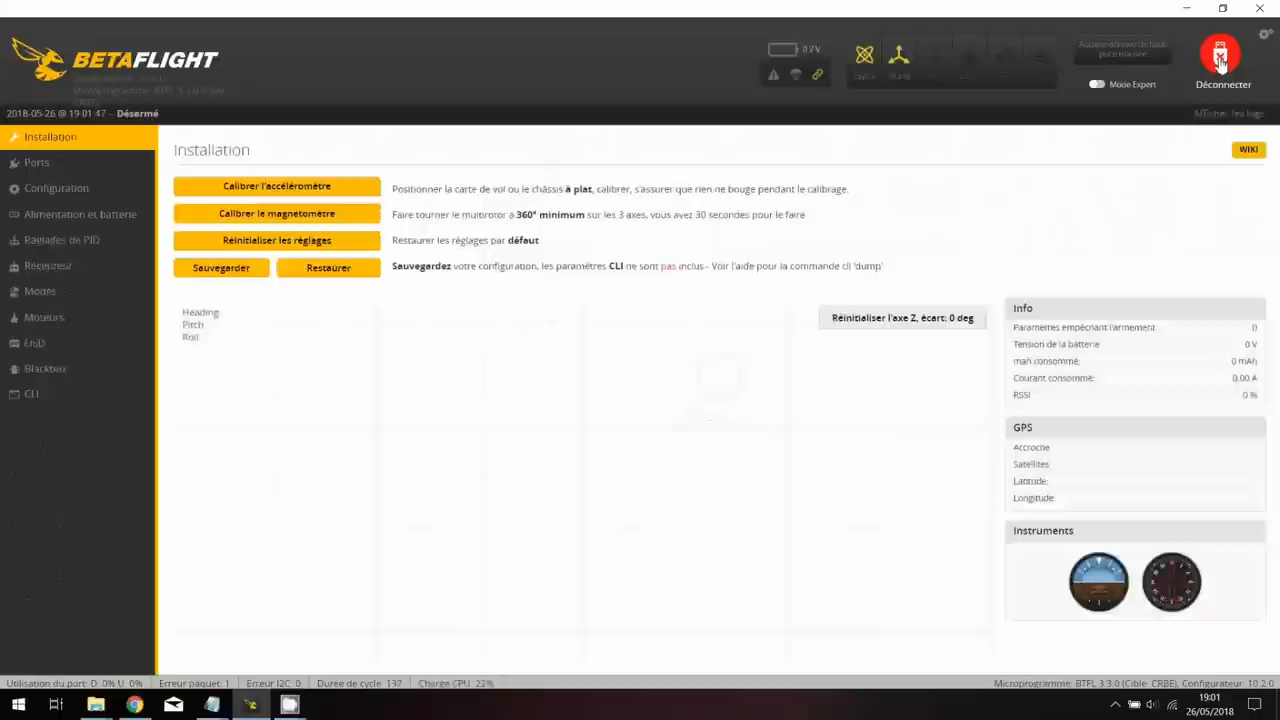 BETAFLIGHT
0 V
Mode Expert
Déconnecter
2018-05-26 @ 19:01:47 -- Désarmé
Installation
Ports
Configuration
Alimentation et batterie
Réglages de PID
Récepteur
Modes
Moteurs
OSD
Blackbox
CLI
Installation
WIKI
Calibrer l'accéléromètre
Positionner la carte de vol ou le châssis à plat, calibrer, s'assurer que rien ne bouge pendant le calibrage.
Calibrer le magnétomètre
Faire tourner le multirotor à 360° minimum sur les 3 axes, vous avez 30 secondes pour le faire
Réinitialiser les réglages
Restaurer les réglages par défaut
Sauvegarder
Restaurer
Sauvegardez votre configuration, les paramètres CLI ne sont pas inclus - Voir l'aide pour la commande cli 'dump'
Heading:
Pitch:
Roll:
Réinitialiser l'axe Z, écart: 0 deg
Info
Paramètres empêchant l'armement
0
Tension de la batterie
0 V
mah consommé:
0 mAh
Courant consommé:
0.00 A
RSSI
0 %
GPS
Accroche
Satellites
Latitude:
Longitude
Instruments
Utilisation du port: D: 0% U: 0%
Erreur paquet: 1
Erreur I2C: 0
Durée de cycle: 137
Charge CPU: 22%
Microprogramme: BTFL 3.3.0 (Cible: CRBE), Configurateur: 10.2.0
19:01
26/05/2018